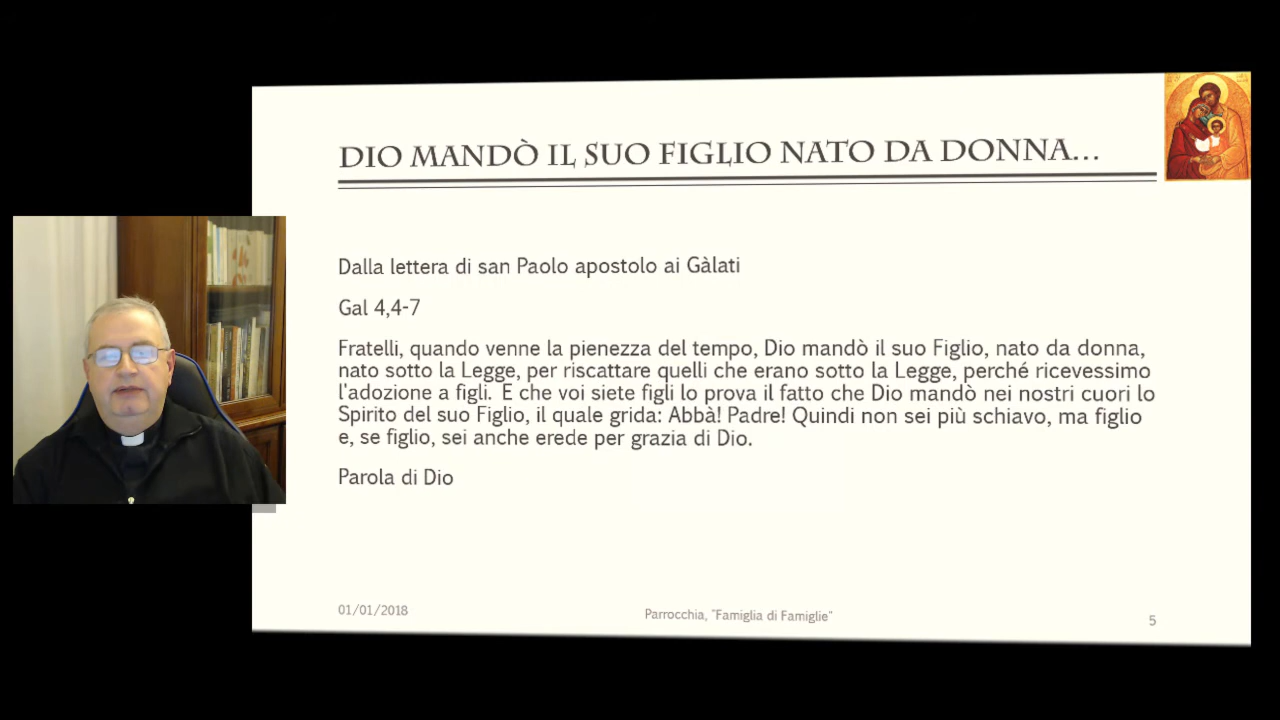 DIO MANDÒ IL SUO FIGLIO NATO DA DONNA...
Dalla lettera di san Paolo apostolo ai Gàlati
Gal 4,4-7
Fratelli, quando venne la pienezza del tempo, Dio mandò il suo Figlio, nato da donna,
nato sotto la Legge, per riscattare quelli che erano sotto la Legge, perché ricevessimo
l'adozione a figli. E che voi siete figli lo prova il fatto che Dio mandò nei nostri cuori lo
Spirito del suo Figlio, il quale grida: Abbà! Padre! Quindi non sei più schiavo, ma figlio
e, se figlio, sei anche erede per grazia di Dio.
Parola di Dio
01/01/2018
Parrocchia, "Famiglia di Famiglie"
5